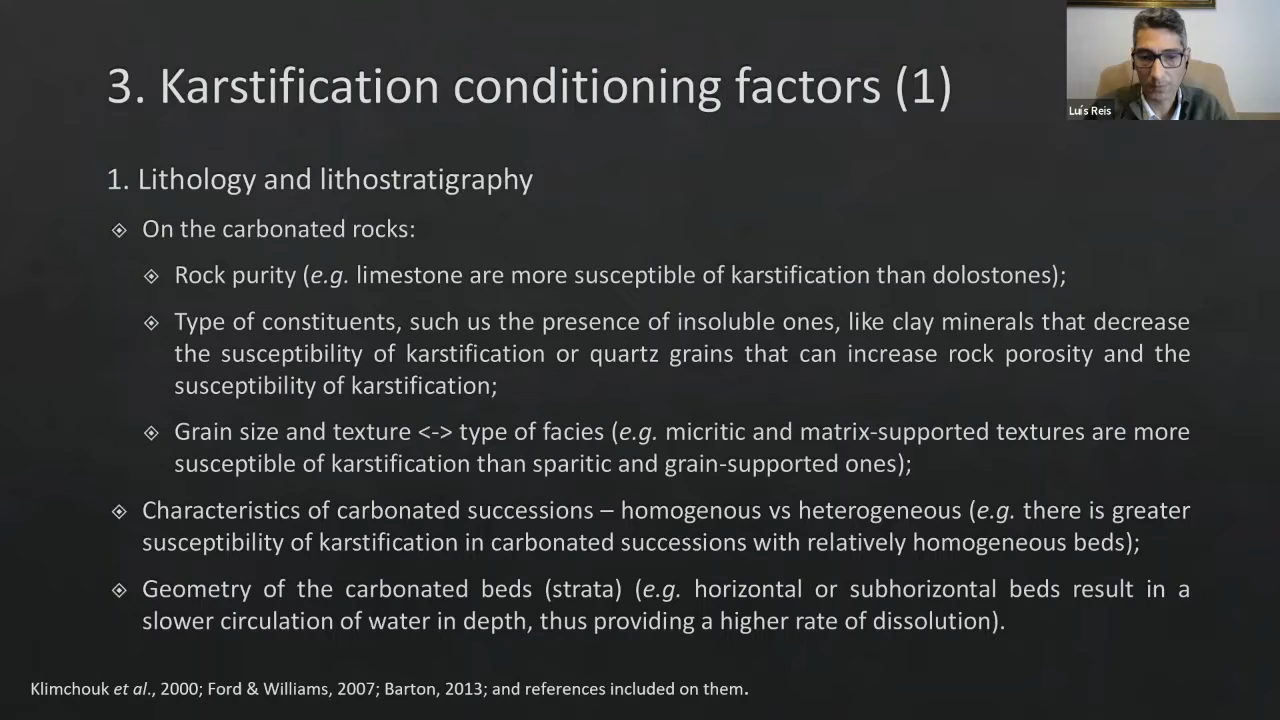 3. Karstification conditioning factors (1)
Luís Reis
1. Lithology and lithostratigraphy
On the carbonated rocks:
Rock purity (e.g. limestone are more susceptible of karstification than dolostones);
Type of constituents, such us the presence of insoluble ones, like clay minerals that decrease
the susceptibility of karstification or quartz grains that can increase rock porosity and the
susceptibility of karstification;
Grain size and texture <-> type of facies (e.g. micritic and matrix-supported textures are more
susceptible of karstification than sparitic and grain-supported ones);
Characteristics of carbonated successions – homogenous vs heterogeneous (e.g. there is greater
susceptibility of karstification in carbonated successions with relatively homogeneous beds);
Geometry of the carbonated beds (strata) (e.g. horizontal or subhorizontal beds result in a
slower circulation of water in depth, thus providing a higher rate of dissolution).
Klimchouk et al., 2000; Ford & Williams, 2007; Barton, 2013; and references included on them.